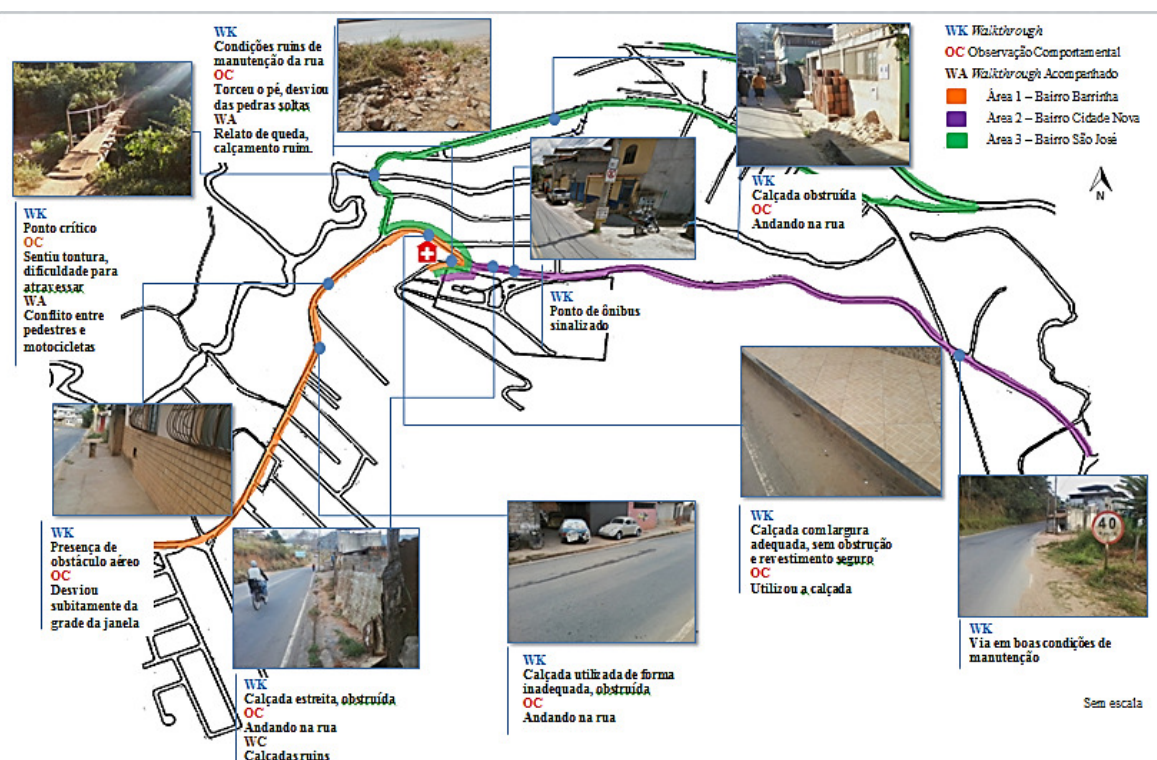 WK
Condições ruins de
manutenção da rua
OC
Torceu o pé, desviou
das pedras soltas
WA
Relato de queda,
calçamento ruim.
WK Walkthrough
OC Observação Comportamental
WA Walkthrough Acompanhado
Área 1 – Bairro Barrinha
Área 2 – Bairro Cidade Nova
Área 3 – Bairro São José
N
WK
Calçada obstruída
OC
Andando na rua
WK
Ponto crítico
OC
Sentiu tontura,
dificuldade para
atravessar
WA
Conflito entre
pedestres e
motocicletas
WK
Ponto de ônibus
sinalizado
WK
Presença de
obstáculo aéreo
OC
Desviou
subitamente da
grade da janela
WK
Calçada com largura
adequada, sem obstrução
e revestimento seguro
OC
Utilizou a calçada
40
WK
Via em boas condições de
manutenção
WK
Calçada utilizada de forma
inadequada, obstruída
OC
Andando na rua
WK
Calçada estreita, obstruída
OC
Andando na rua
WC
Calçadas ruins
Sem escala